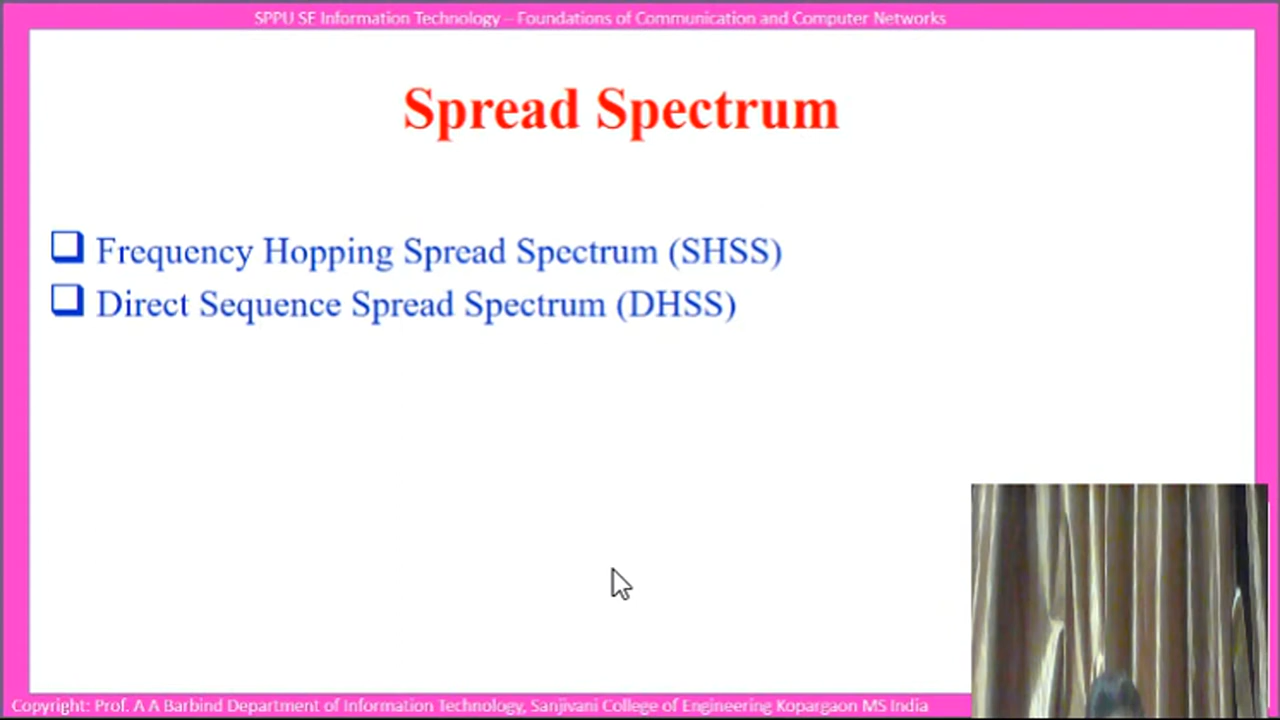 SPPU SE Information Technology – Foundations of Communication and Computer Networks
Spread Spectrum
Frequency Hopping Spread Spectrum (SHSS)
Direct Sequence Spread Spectrum (DHSS)
Copyright: Prof. A A Barbind Department of Information Technology, Sanjivani College of Engineering Kopargaon MS India